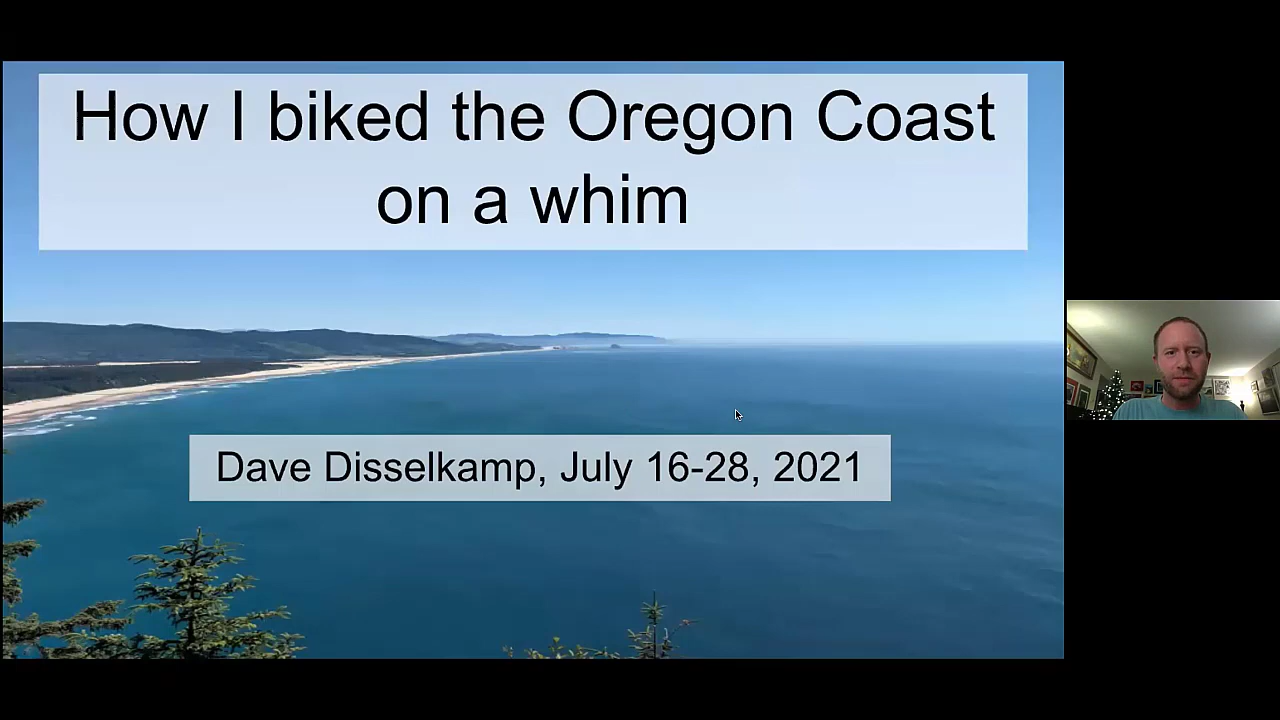 How I biked the Oregon Coast
on a whim
Dave Disselkamp, July 16-28, 2021